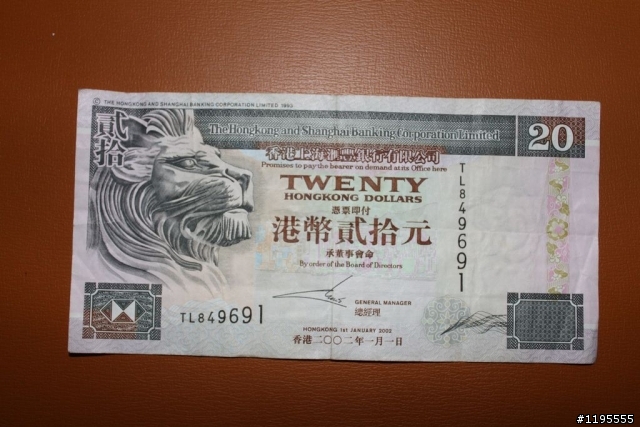 © THE HONGKONG AND SHANGHAI BANKING CORPORATION LIMITED 1993
The Hongkong and Shanghai Banking Corporation Limited
20
貳拾
香港上海滙豐銀行有限公司
Promises to pay the bearer on demand at its Office here
TWENTY
HONGKONG DOLLARS
憑票即付
港幣貳拾元
承董事會命
By order of the Board of Directors
TL849691
GENERAL MANAGER
總經理
TL849691
HONGKONG 1ST JANUARY 2002
香港二〇〇二年一月一日
#1195555